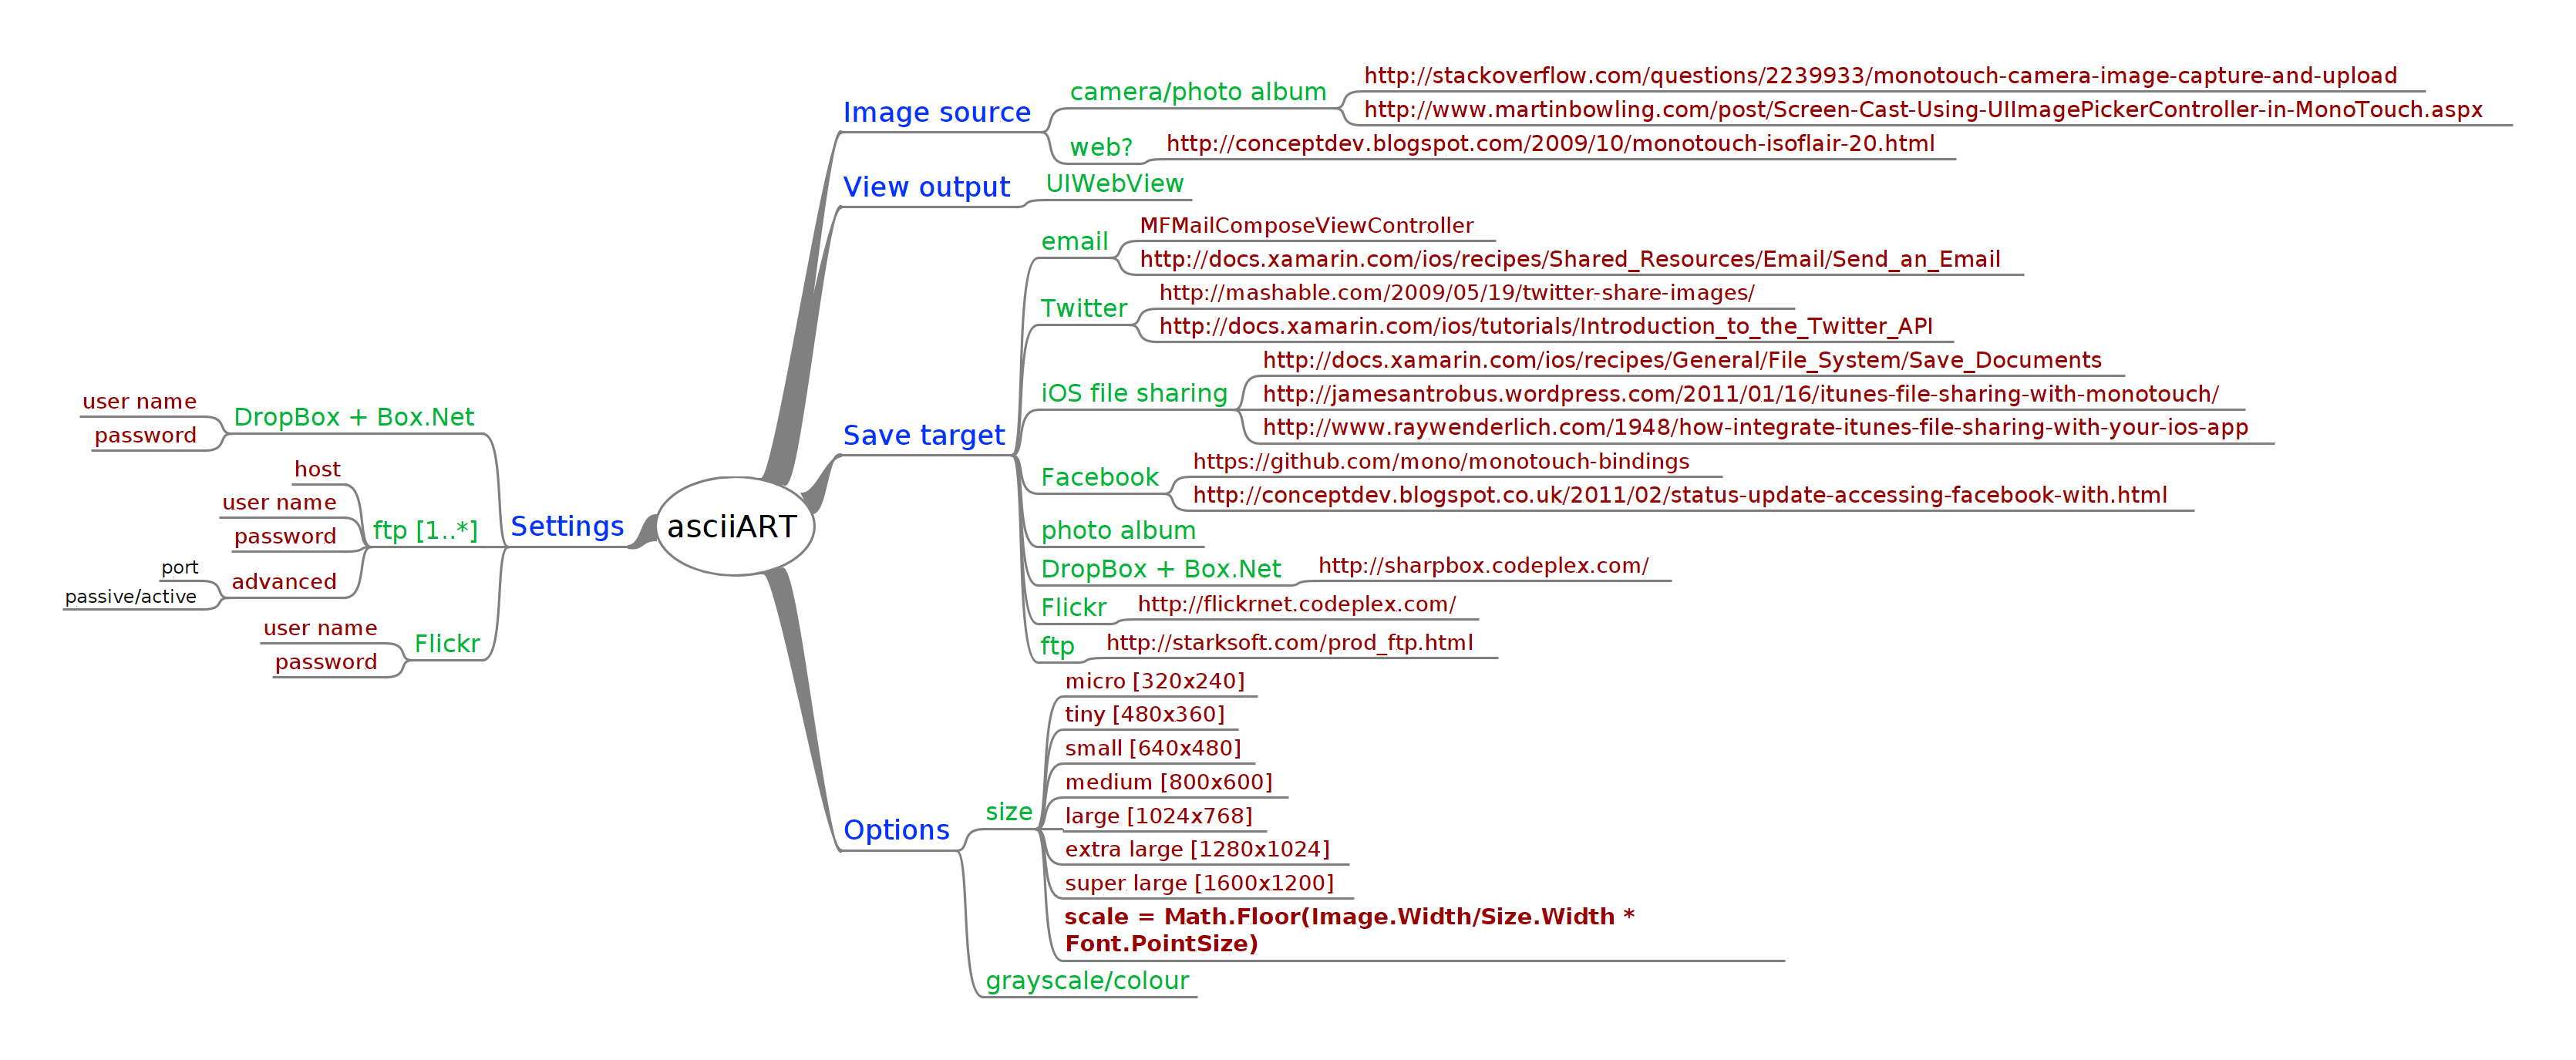 asciiART
Image source
camera/photo album
http://stackoverflow.com/questions/2239933/monotouch-camera-image-capture-and-upload
http://www.martinbowling.com/post/Screen-Cast-Using-UIImagePickerController-in-MonoTouch.aspx
web?
http://conceptdev.blogspot.com/2009/10/monotouch-isoflair-20.html
View output
UIWebView
Save target
email
MFMailComposeViewController
http://docs.xamarin.com/ios/recipes/Shared_Resources/Email/Send_an_Email
Twitter
http://mashable.com/2009/05/19/twitter-share-images/
http://docs.xamarin.com/ios/tutorials/Introduction_to_the_Twitter_API
iOS file sharing
http://docs.xamarin.com/ios/recipes/General/File_System/Save_Documents
http://jamesantrobus.wordpress.com/2011/01/16/itunes-file-sharing-with-monotouch/
http://www.raywenderlich.com/1948/how-integrate-itunes-file-sharing-with-your-ios-app
Facebook
https://github.com/mono/monotouch-bindings
http://conceptdev.blogspot.co.uk/2011/02/status-update-accessing-facebook-with.html
photo album
DropBox + Box.Net
http://sharpbox.codeplex.com/
Flickr
http://flickrnet.codeplex.com/
ftp
http://starksoft.com/prod_ftp.html
Options
size
micro [320x240]
tiny [480x360]
small [640x480]
medium [800x600]
large [1024x768]
extra large [1280x1024]
super large [1600x1200]
scale = Math.Floor(Image.Width/Size.Width *
Font.PointSize)
grayscale/colour
Settings
DropBox + Box.Net
user name
password
ftp [1..*]
host
user name
password
advanced
port
passive/active
Flickr
user name
password